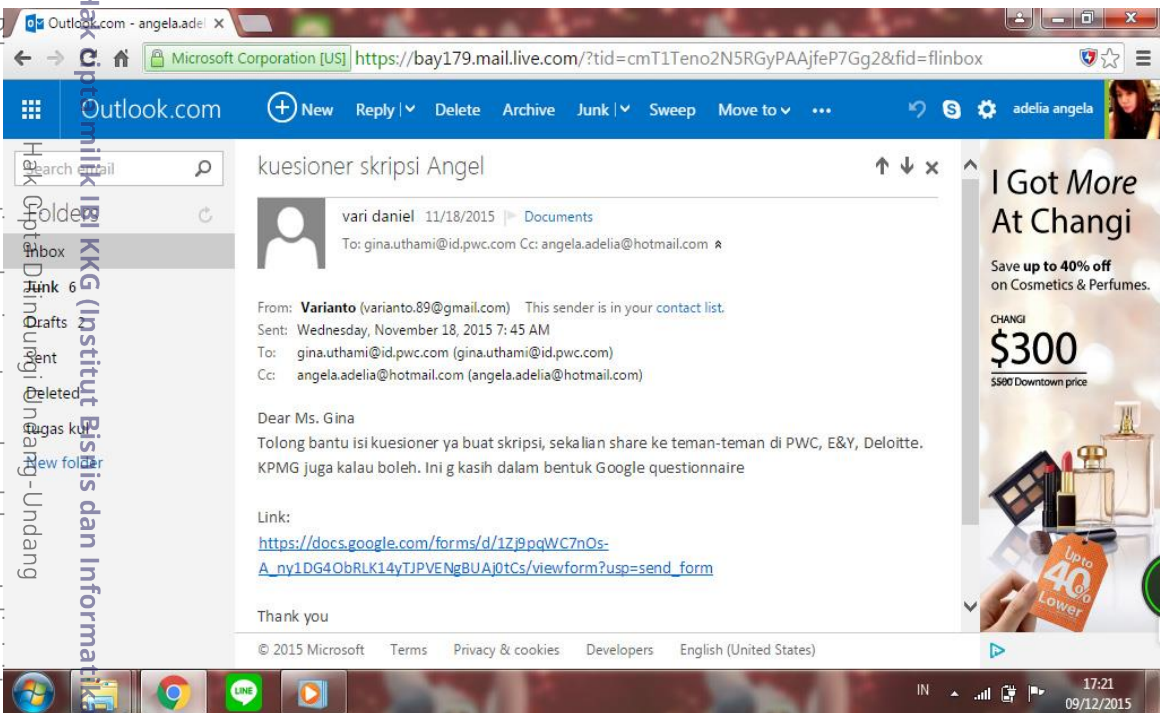 Outlook.com - angela.adel
Microsoft Corporation [US] https://bay179.mail.live.com/?tid=cmT1Teno2N5RGyPAAjfeP7Gg2&fid=flinbox
Outlook.com
New Reply Delete Archive Junk Sweep Move to ... adelia angela
Search email
Folders
Inbox
Junk 6
Drafts 2
Sent
Deleted
tugas kul
New folder
kuesioner skripsi Angel
vari daniel 11/18/2015 Documents
To: gina.uthami@id.pwc.com Cc: angela.adelia@hotmail.com
From: Varianto (varianto.89@gmail.com) This sender is in your contact list.
Sent: Wednesday, November 18, 2015 7: 45 AM
To: gina.uthami@id.pwc.com (gina.uthami@id.pwc.com)
Cc: angela.adelia@hotmail.com (angela.adelia@hotmail.com)
Dear Ms. Gina
Tolong bantu isi kuesioner ya buat skripsi, sekalian share ke teman-teman di PWC, E&Y, Deloitte.
KPMG juga kalau boleh. Ini g kasih dalam bentuk Google questionnaire
Link:
https://docs.google.com/forms/d/1Zj9pqWC7nOs-
A_ny1DG4ObRLK14yTJPVENgBUAj0tCs/viewform?usp=send_form
Thank you
© 2015 Microsoft Terms Privacy & cookies Developers English (United States)
I Got More
At Changi
Save up to 40% off
on Cosmetics & Perfumes.
CHANGI
$300
$500 Downtown price
Up to
40%
Lower
LINE
IN
17:21
09/12/2015
Hak cipta milik IBI KKG (Institut Bisnis dan Informatik
Hak Cipta Dilindungi Undang-Undang